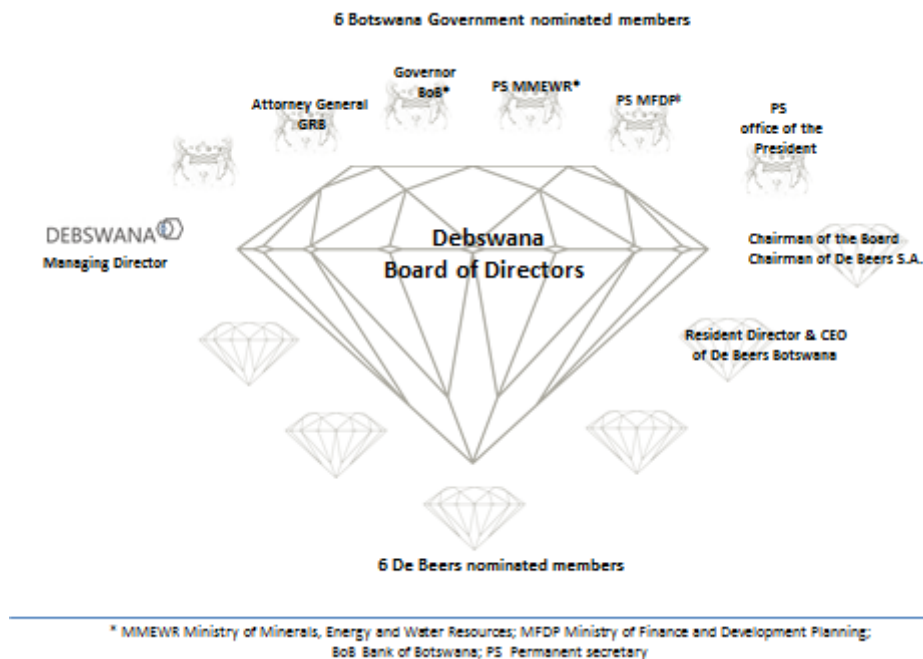 6 Botswana Government nominated members
Governor
BoB*
PS MMEWR*
Attorney General
GRB
PS MFDP*
PS
office of the
President
DEBSWANA
Managing Director
Debswana
Board of Directors
Chairman of the Board
Chairman of De Beers S.A.
Resident Director & CEO
of De Beers Botswana
6 De Beers nominated members
* MMEWR Ministry of Minerals, Energy and Water Resources; MFDP Ministry of Finance and Development Planning;
BoB Bank of Botswana; PS Permanent secretary